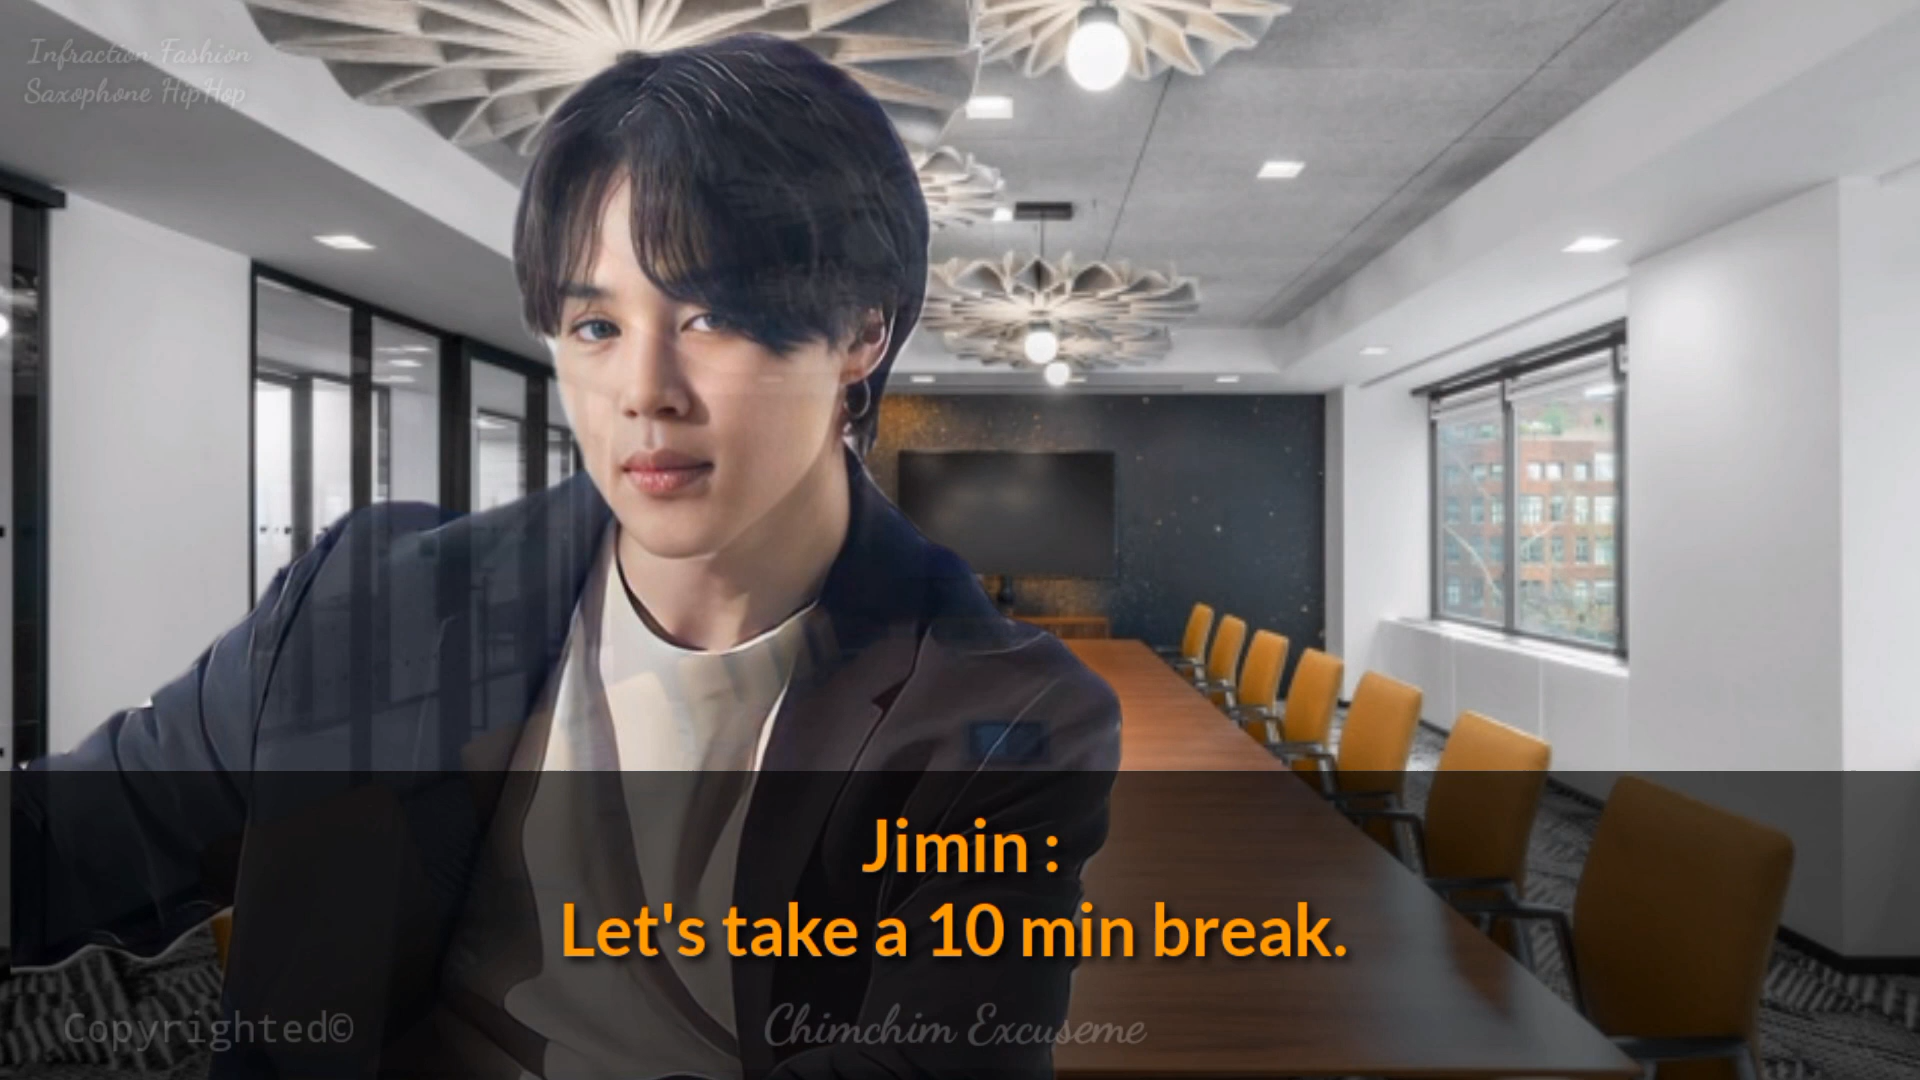 Infraction Fashion
Saxophone HipHop
Jimin :
Let's take a 10 min break.
Copyrighted©
Chimchim Excuseme